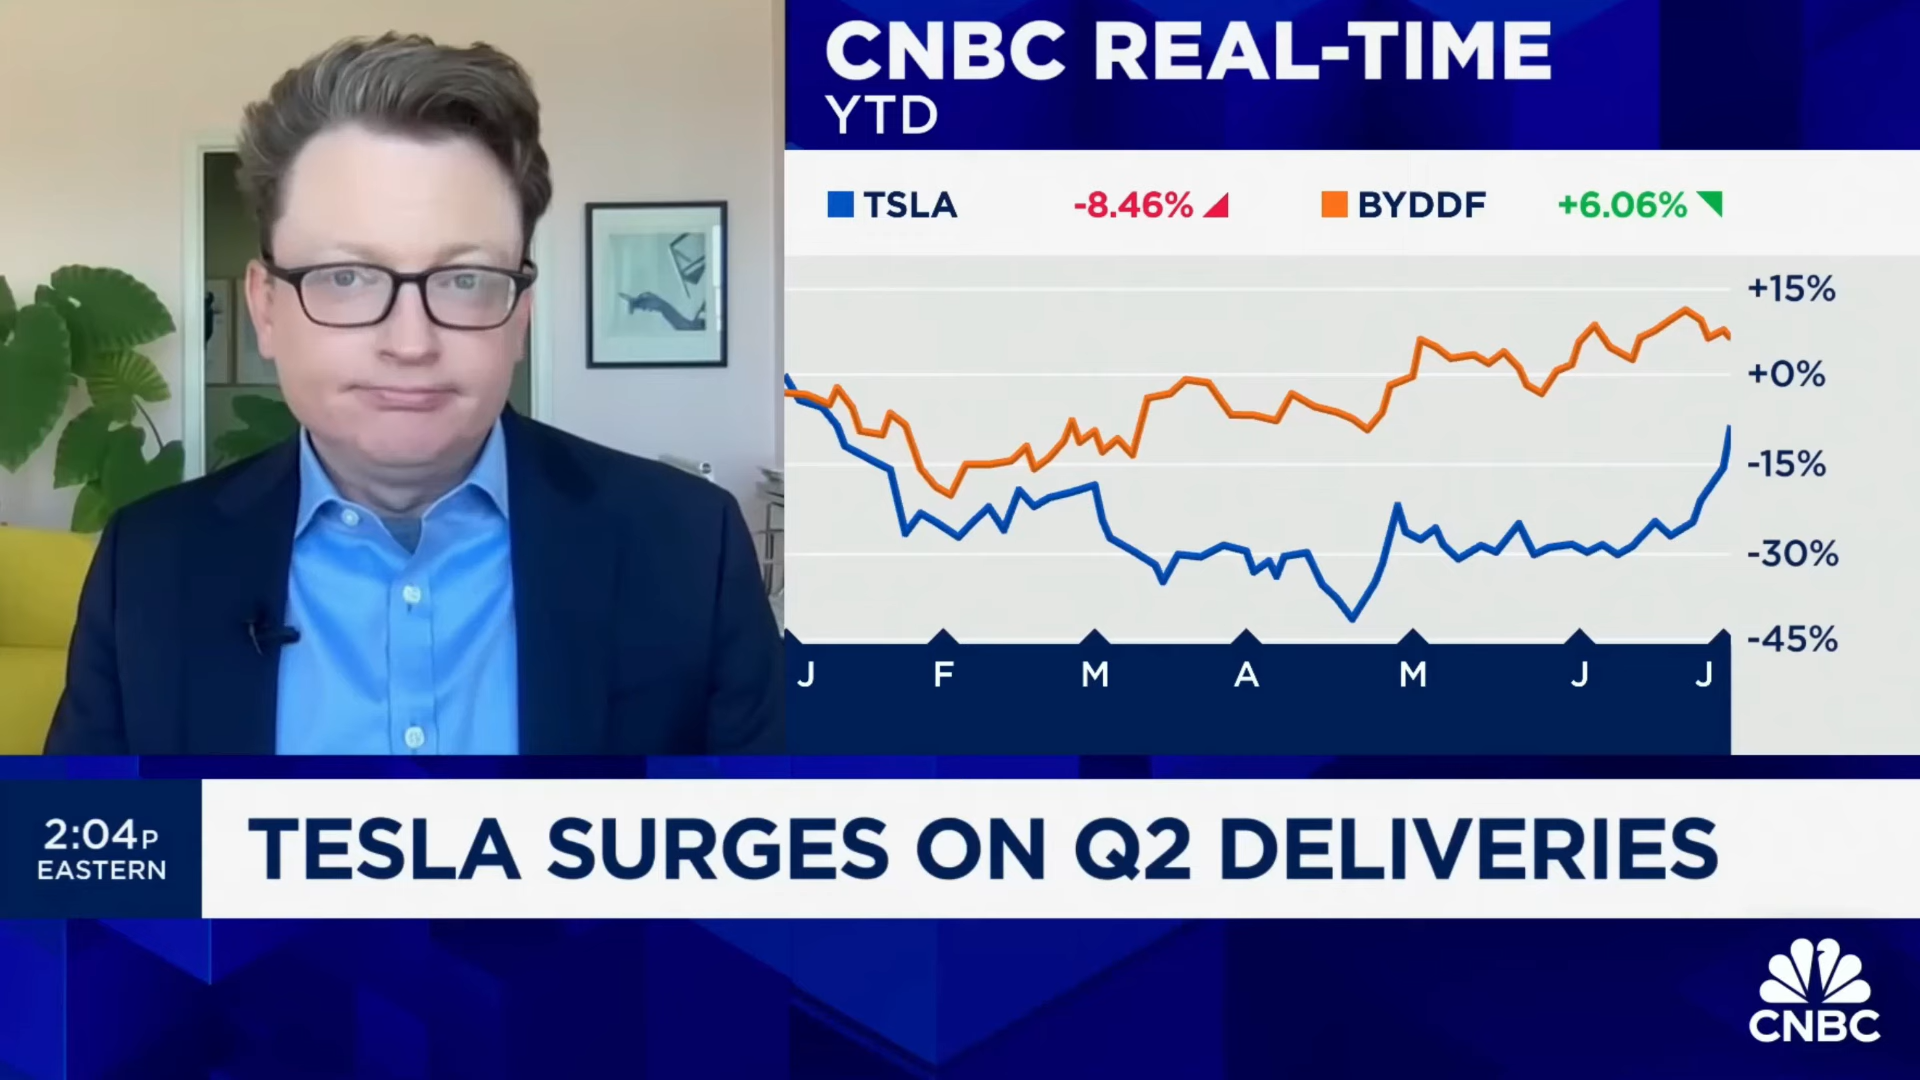 CNBC REAL-TIME
YTD
TSLA -8.46% BYDDF +6.06%
+15%
+0%
-15%
-30%
-45%
J F M A M J J
2:04P
EASTERN
TESLA SURGES ON Q2 DELIVERIES
CNBC